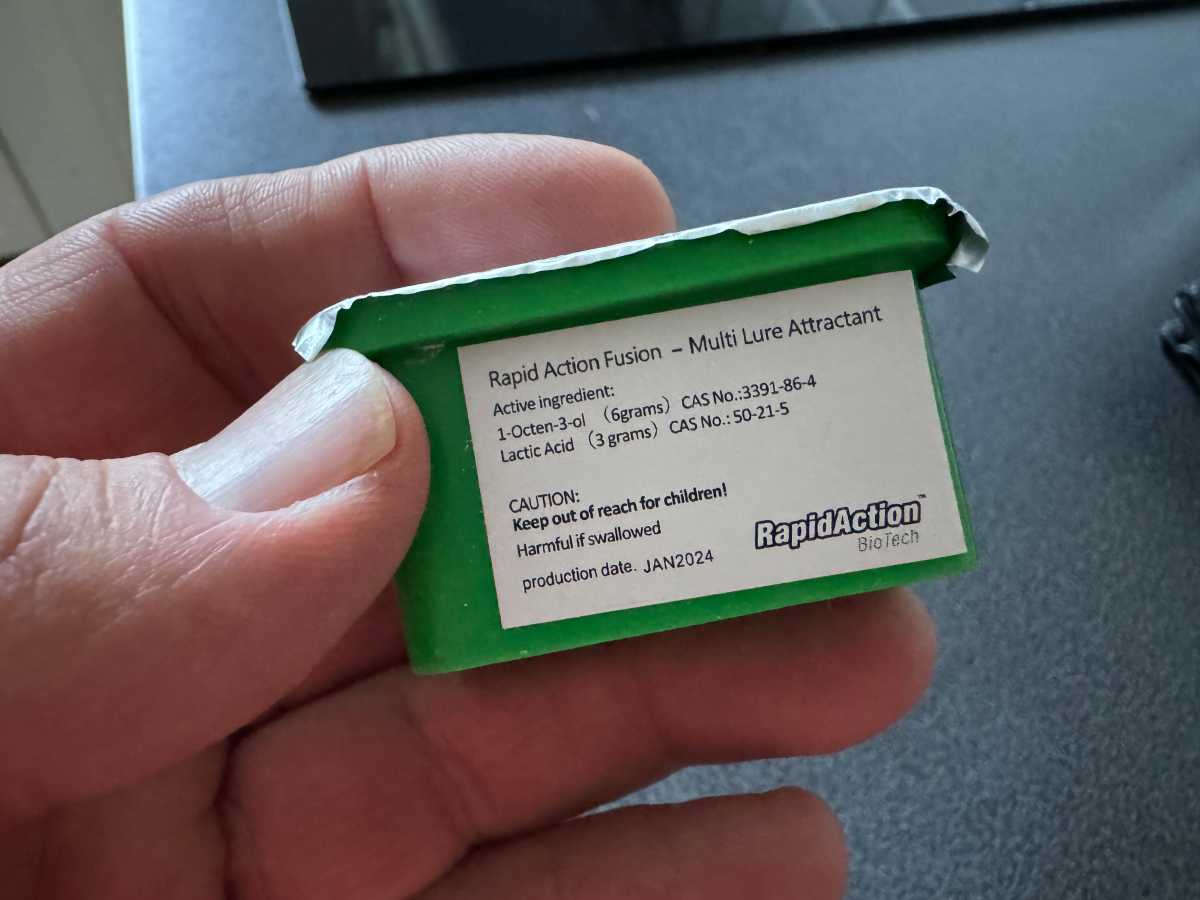 Rapid Action Fusion – Multi Lure Attractant
Active ingredient:
1-Octen-3-ol （6grams）CAS No.:3391-86-4
Lactic Acid （3 grams）CAS No.: 50-21-5
CAUTION:
Keep out of reach for children!
Harmful if swallowed
production date. JAN2024
RapidAction™
BioTech